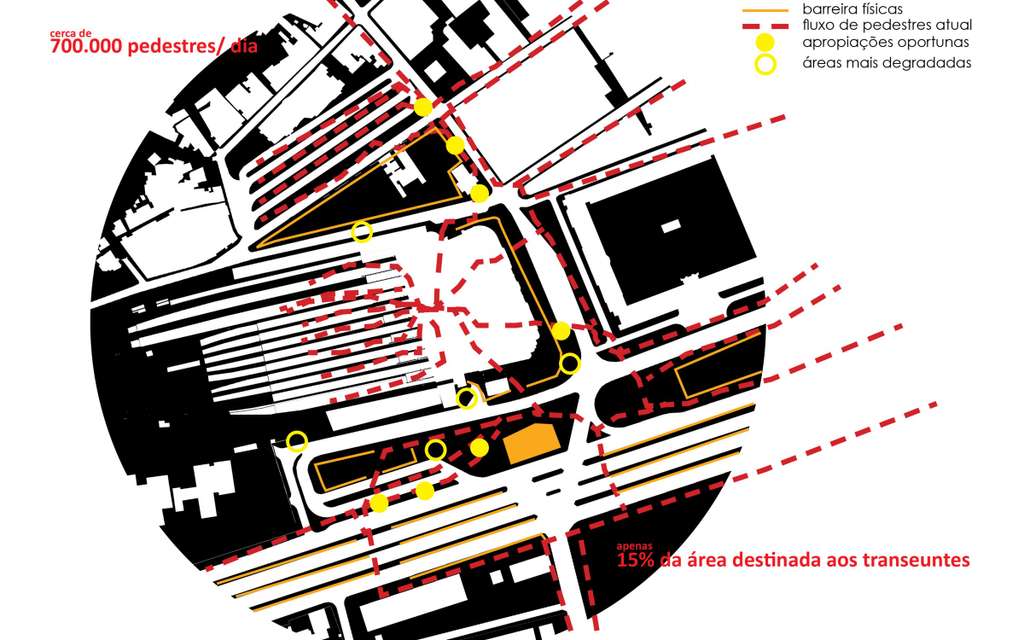 cerca de
700.000 pedestres/ dia
barreira físicas
fluxo de pedestres atual
apropiações oportunas
áreas mais degradadas
apenas
15% da área destinada aos transeuntes